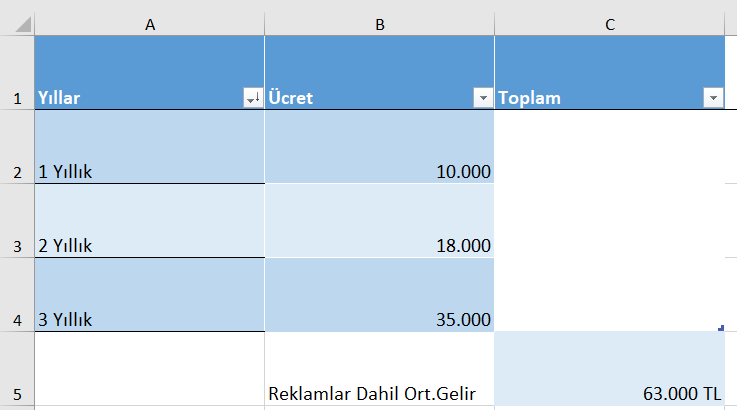 A B C
1 Yıllar Ücret Toplam
2 1 Yıllık 10.000
3 2 Yıllık 18.000
4 3 Yıllık 35.000
5 Reklamlar Dahil Ort.Gelir 63.000 TL